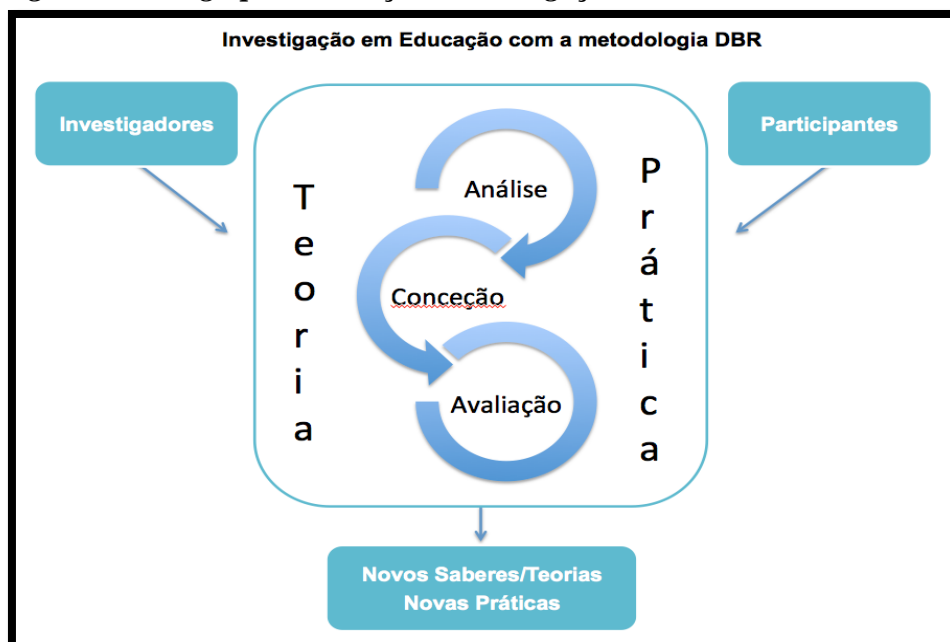 Investigação em Educação com a metodologia DBR
Investigadores
Participantes
Teoria
Análise
Conceção
Avaliação
Prática
Novos Saberes/Teorias
Novas Práticas